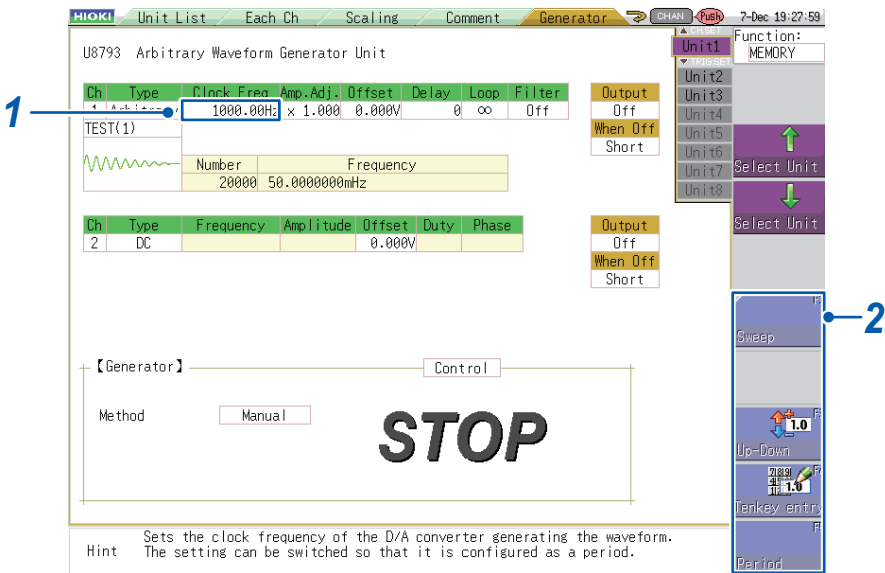 HIOKI Unit List Each Ch Scaling Comment Generator CHAN Push 7-Dec 19:27:59
U8793 Arbitrary Waveform Generator Unit
CH.SET
Unit1
TRIG.SET
Unit2
Unit3
Unit4
Unit5
Unit6
Unit7
Unit8
Function:
MEMORY
Select Unit
Select Unit
Ch Type Clock Freq Amp.Adj. Offset Delay Loop Filter
1 1000.00Hz x 1.000 0.000V 0 ∞ Off
TEST(1)
Number Frequency
20000 50.0000000mHz
Output
Off
When Off
Short
Ch Type Frequency Amplitude Offset Duty Phase
2 DC 0.000V
Output
Off
When Off
Short
【Generator】 Control
Method Manual
STOP
Sweep
1.0
Up-Down
1.0
Tenkey entry
Period
1
2
Hint Sets the clock frequency of the D/A converter generating the waveform.
The setting can be switched so that it is configured as a period.